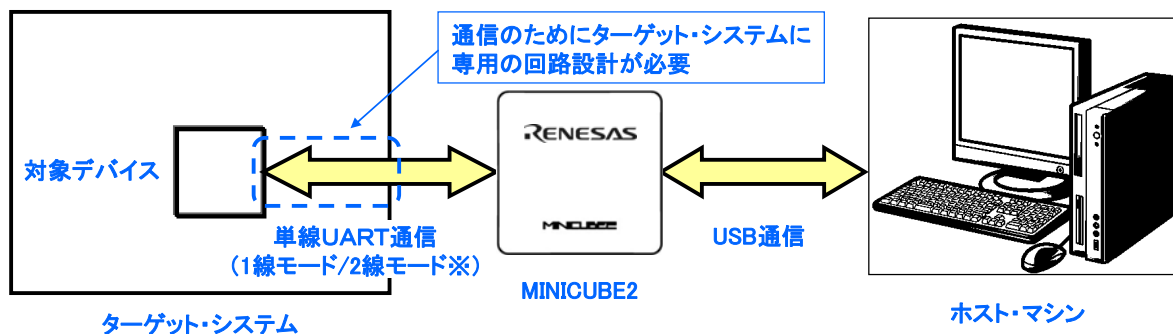 通信のためにターゲット・システムに
専用の回路設計が必要
RENESAS
対象デバイス
単線UART通信
(1線モード/2線モード※)
MINICUBE2
USB通信
MINICUBE2
ターゲット・システム
ホスト・マシン